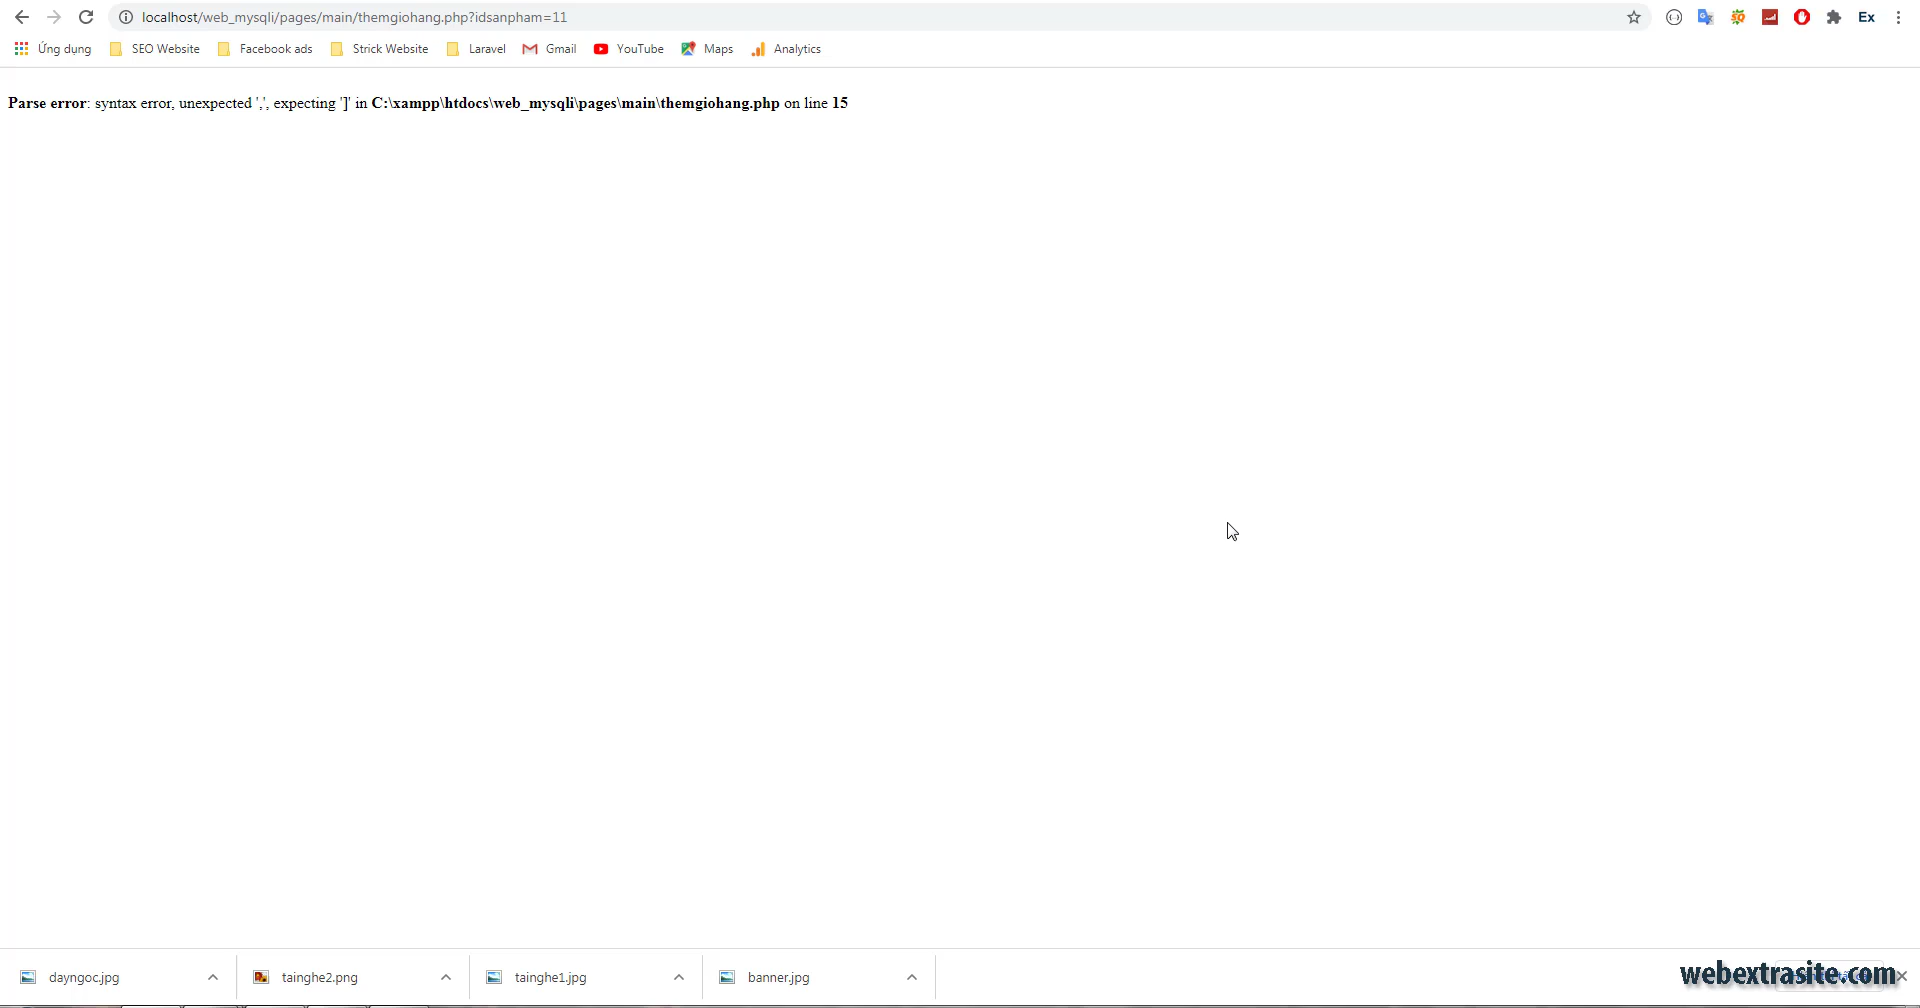 localhost/web_mysqli/pages/main/themgiohang.php?idsanpham=11
Ex
Ứng dụng SEO Website Facebook ads Strick Website Laravel Gmail YouTube Maps Analytics
Parse error: syntax error, unexpected ',', expecting ']' in C:\xampp\htdocs\web_mysqli\pages\main\themgiohang.php on line 15
dayngoc.jpg tainghe2.png tainghe1.jpg banner.jpg
webextrasite.com